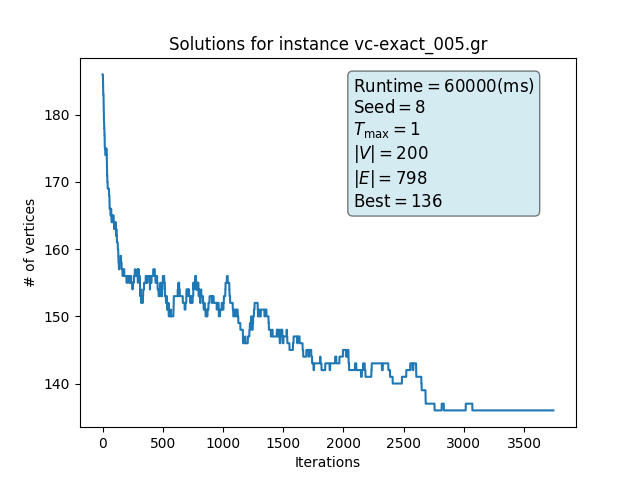 Solutions for instance vc-exact_005.gr
Runtime = 60000(ms)
Seed = 8
T_max = 1
|V| = 200
|E| = 798
Best = 136
# of vertices
180
170
160
150
140
0 500 1000 1500 2000 2500 3000 3500
Iterations